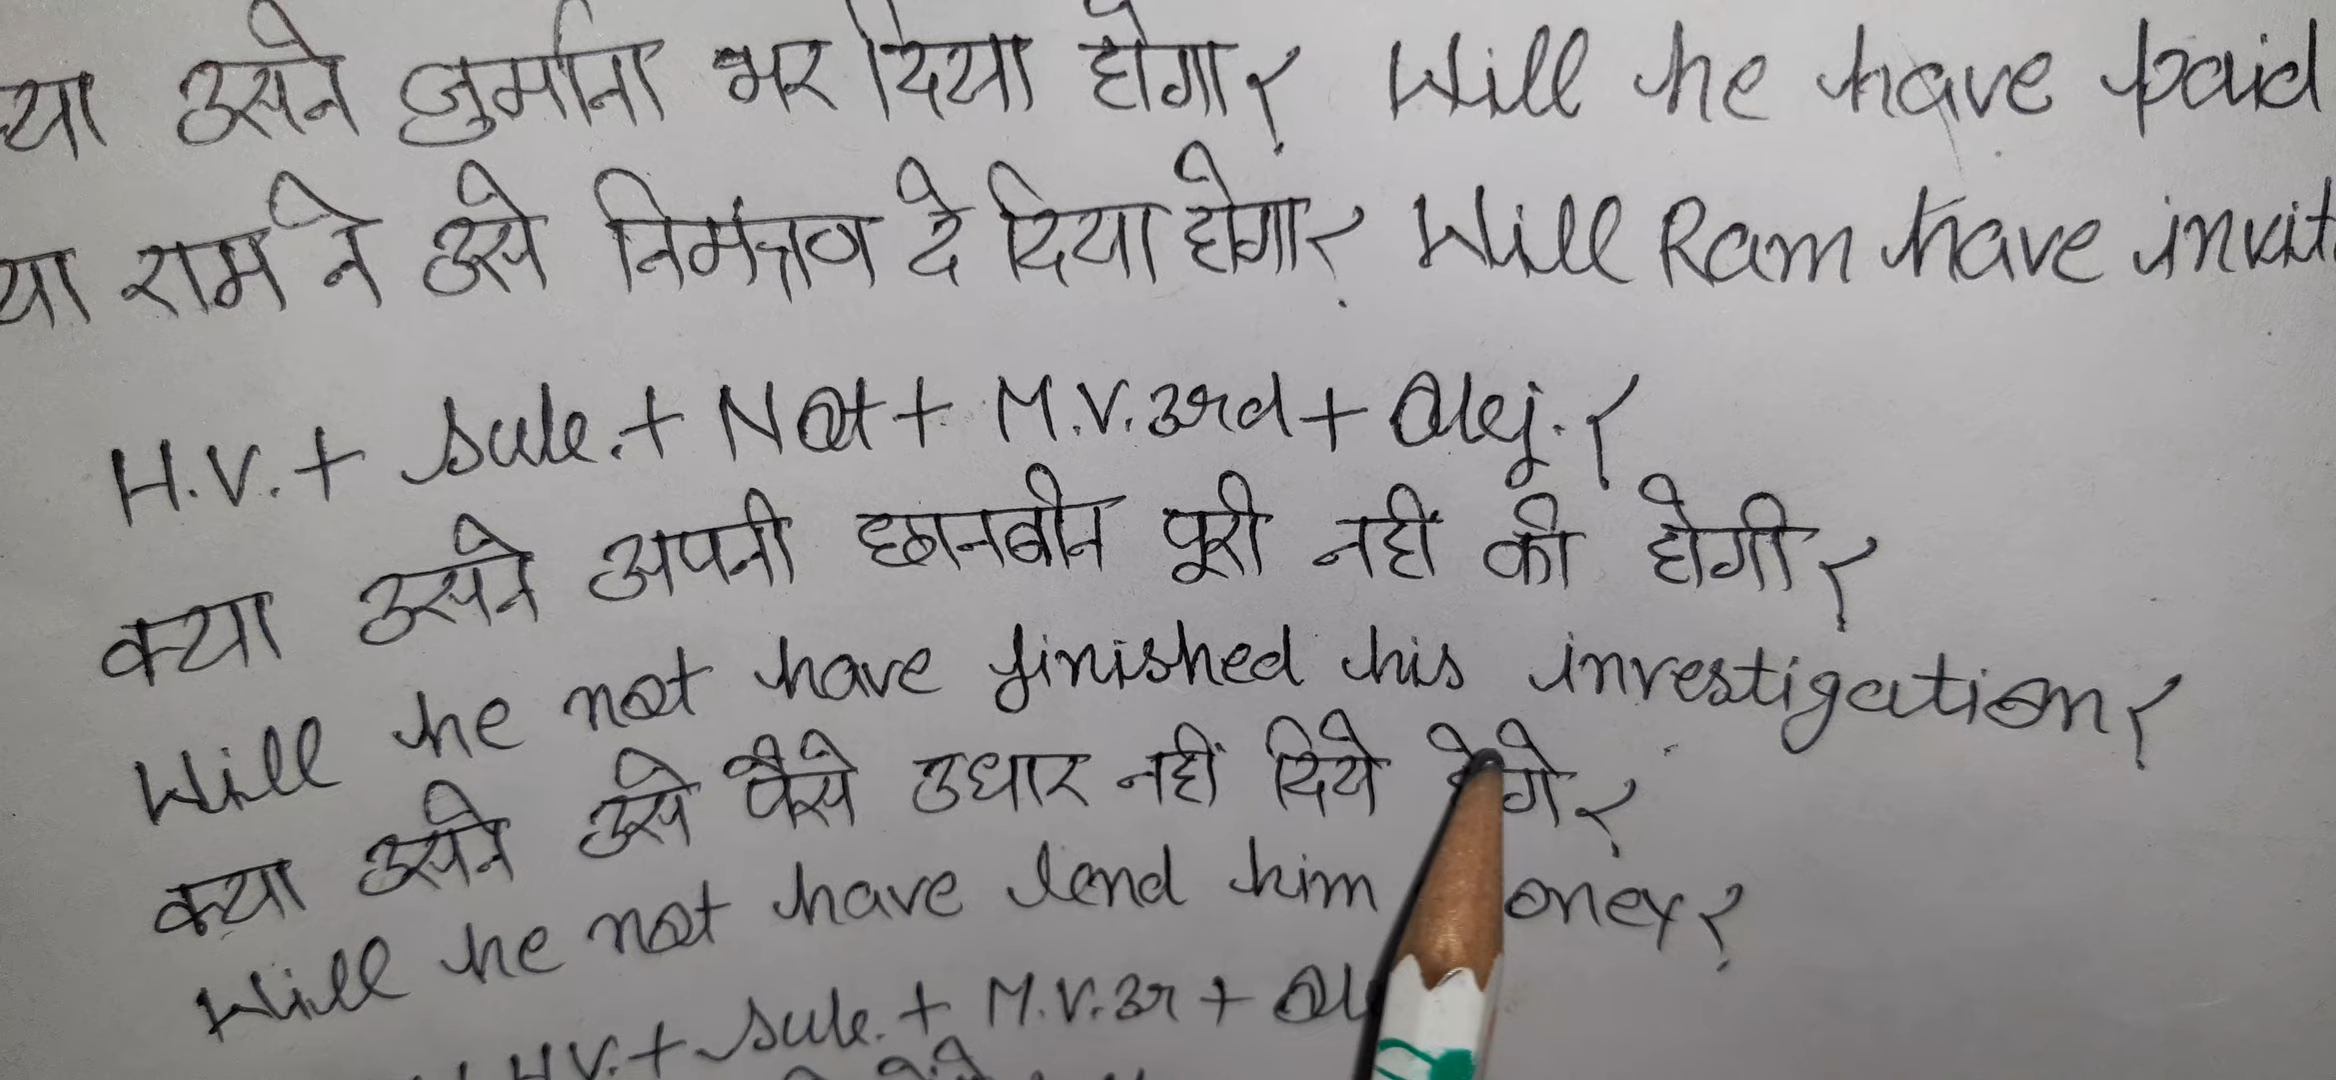 या उसने जुर्माना भर दिया होगा? Will he have paid
या राम ने उसे निमंत्रण दे दिया होगा? Will Ram have invit
H.V. + Sub. + Not + M.V. 3rd + Obj. ?
क्या उसने अपनी छानबीन पूरी नहीं की होगी?
Will he not have finished his investigation?
क्या उसने उसे पैसे उधार नहीं दिये होगे?
Will he not have lend him oney?
H.V. + Sub. + M.V. 3r + Ob